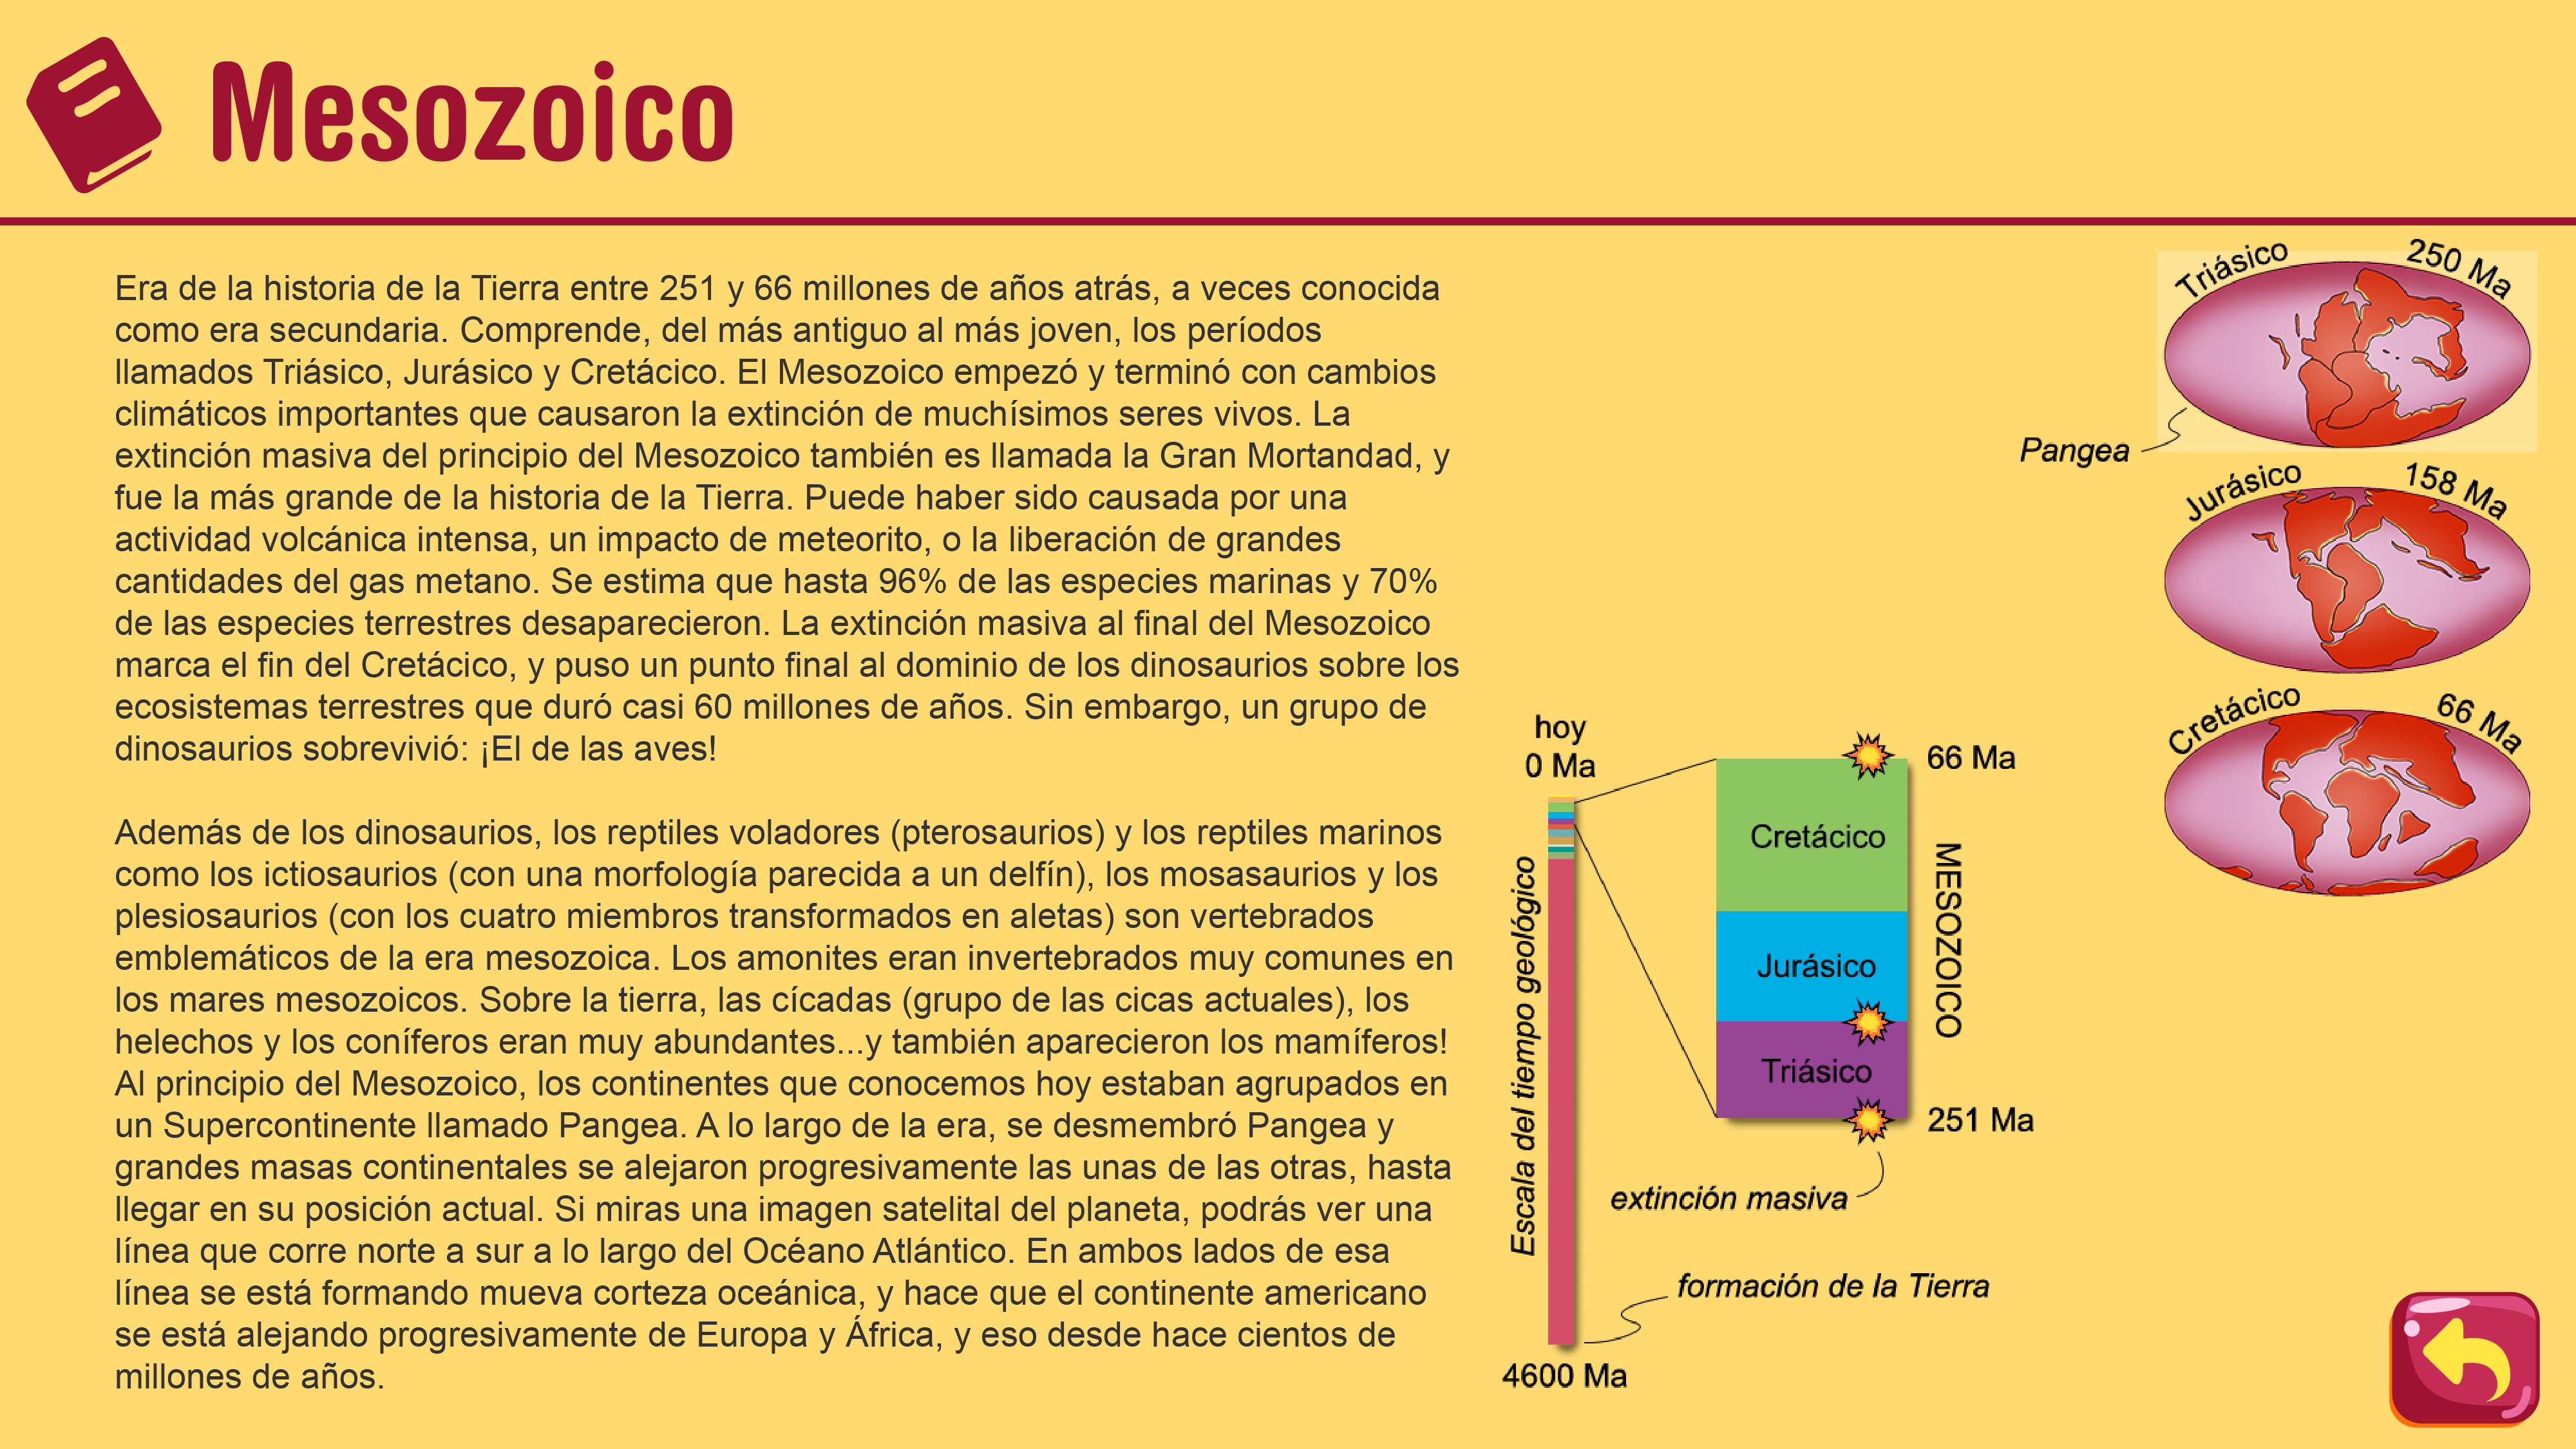 Mesozoico
Era de la historia de la Tierra entre 251 y 66 millones de años atrás, a veces conocida
como era secundaria. Comprende, del más antiguo al más joven, los períodos
llamados Triásico, Jurásico y Cretácico. El Mesozoico empezó y terminó con cambios
climáticos importantes que causaron la extinción de muchísimos seres vivos. La
extinción masiva del principio del Mesozoico también es llamada la Gran Mortandad, y
fue la más grande de la historia de la Tierra. Puede haber sido causada por una
actividad volcánica intensa, un impacto de meteorito, o la liberación de grandes
cantidades del gas metano. Se estima que hasta 96% de las especies marinas y 70%
de las especies terrestres desaparecieron. La extinción masiva al final del Mesozoico
marca el fin del Cretácico, y puso un punto final al dominio de los dinosaurios sobre los
ecosistemas terrestres que duró casi 60 millones de años. Sin embargo, un grupo de
dinosaurios sobrevivió: ¡El de las aves!
Además de los dinosaurios, los reptiles voladores (pterosaurios) y los reptiles marinos
como los ictiosaurios (con una morfología parecida a un delfín), los mosasaurios y los
plesiosaurios (con los cuatro miembros transformados en aletas) son vertebrados
emblemáticos de la era mesozoica. Los amonites eran invertebrados muy comunes en
los mares mesozoicos. Sobre la tierra, las cícadas (grupo de las cicas actuales), los
helechos y los coníferos eran muy abundantes...y también aparecieron los mamíferos!
Al principio del Mesozoico, los continentes que conocemos hoy estaban agrupados en
un Supercontinente llamado Pangea. A lo largo de la era, se desmembró Pangea y
grandes masas continentales se alejaron progresivamente las unas de las otras, hasta
llegar en su posición actual. Si miras una imagen satelital del planeta, podrás ver una
línea que corre norte a sur a lo largo del Océano Atlántico. En ambos lados de esa
línea se está formando mueva corteza oceánica, y hace que el continente americano
se está alejando progresivamente de Europa y África, y eso desde hace cientos de
millones de años.
hoy
0 Ma
Escala del tiempo geológico
4600 Ma
Cretácico
Jurásico
Triásico
66 Ma
MESOZOICO
251 Ma
extinción masiva
formación de la Tierra
Triásico 250 Ma
Pangea
Jurásico 158 Ma
Cretácico 66 Ma